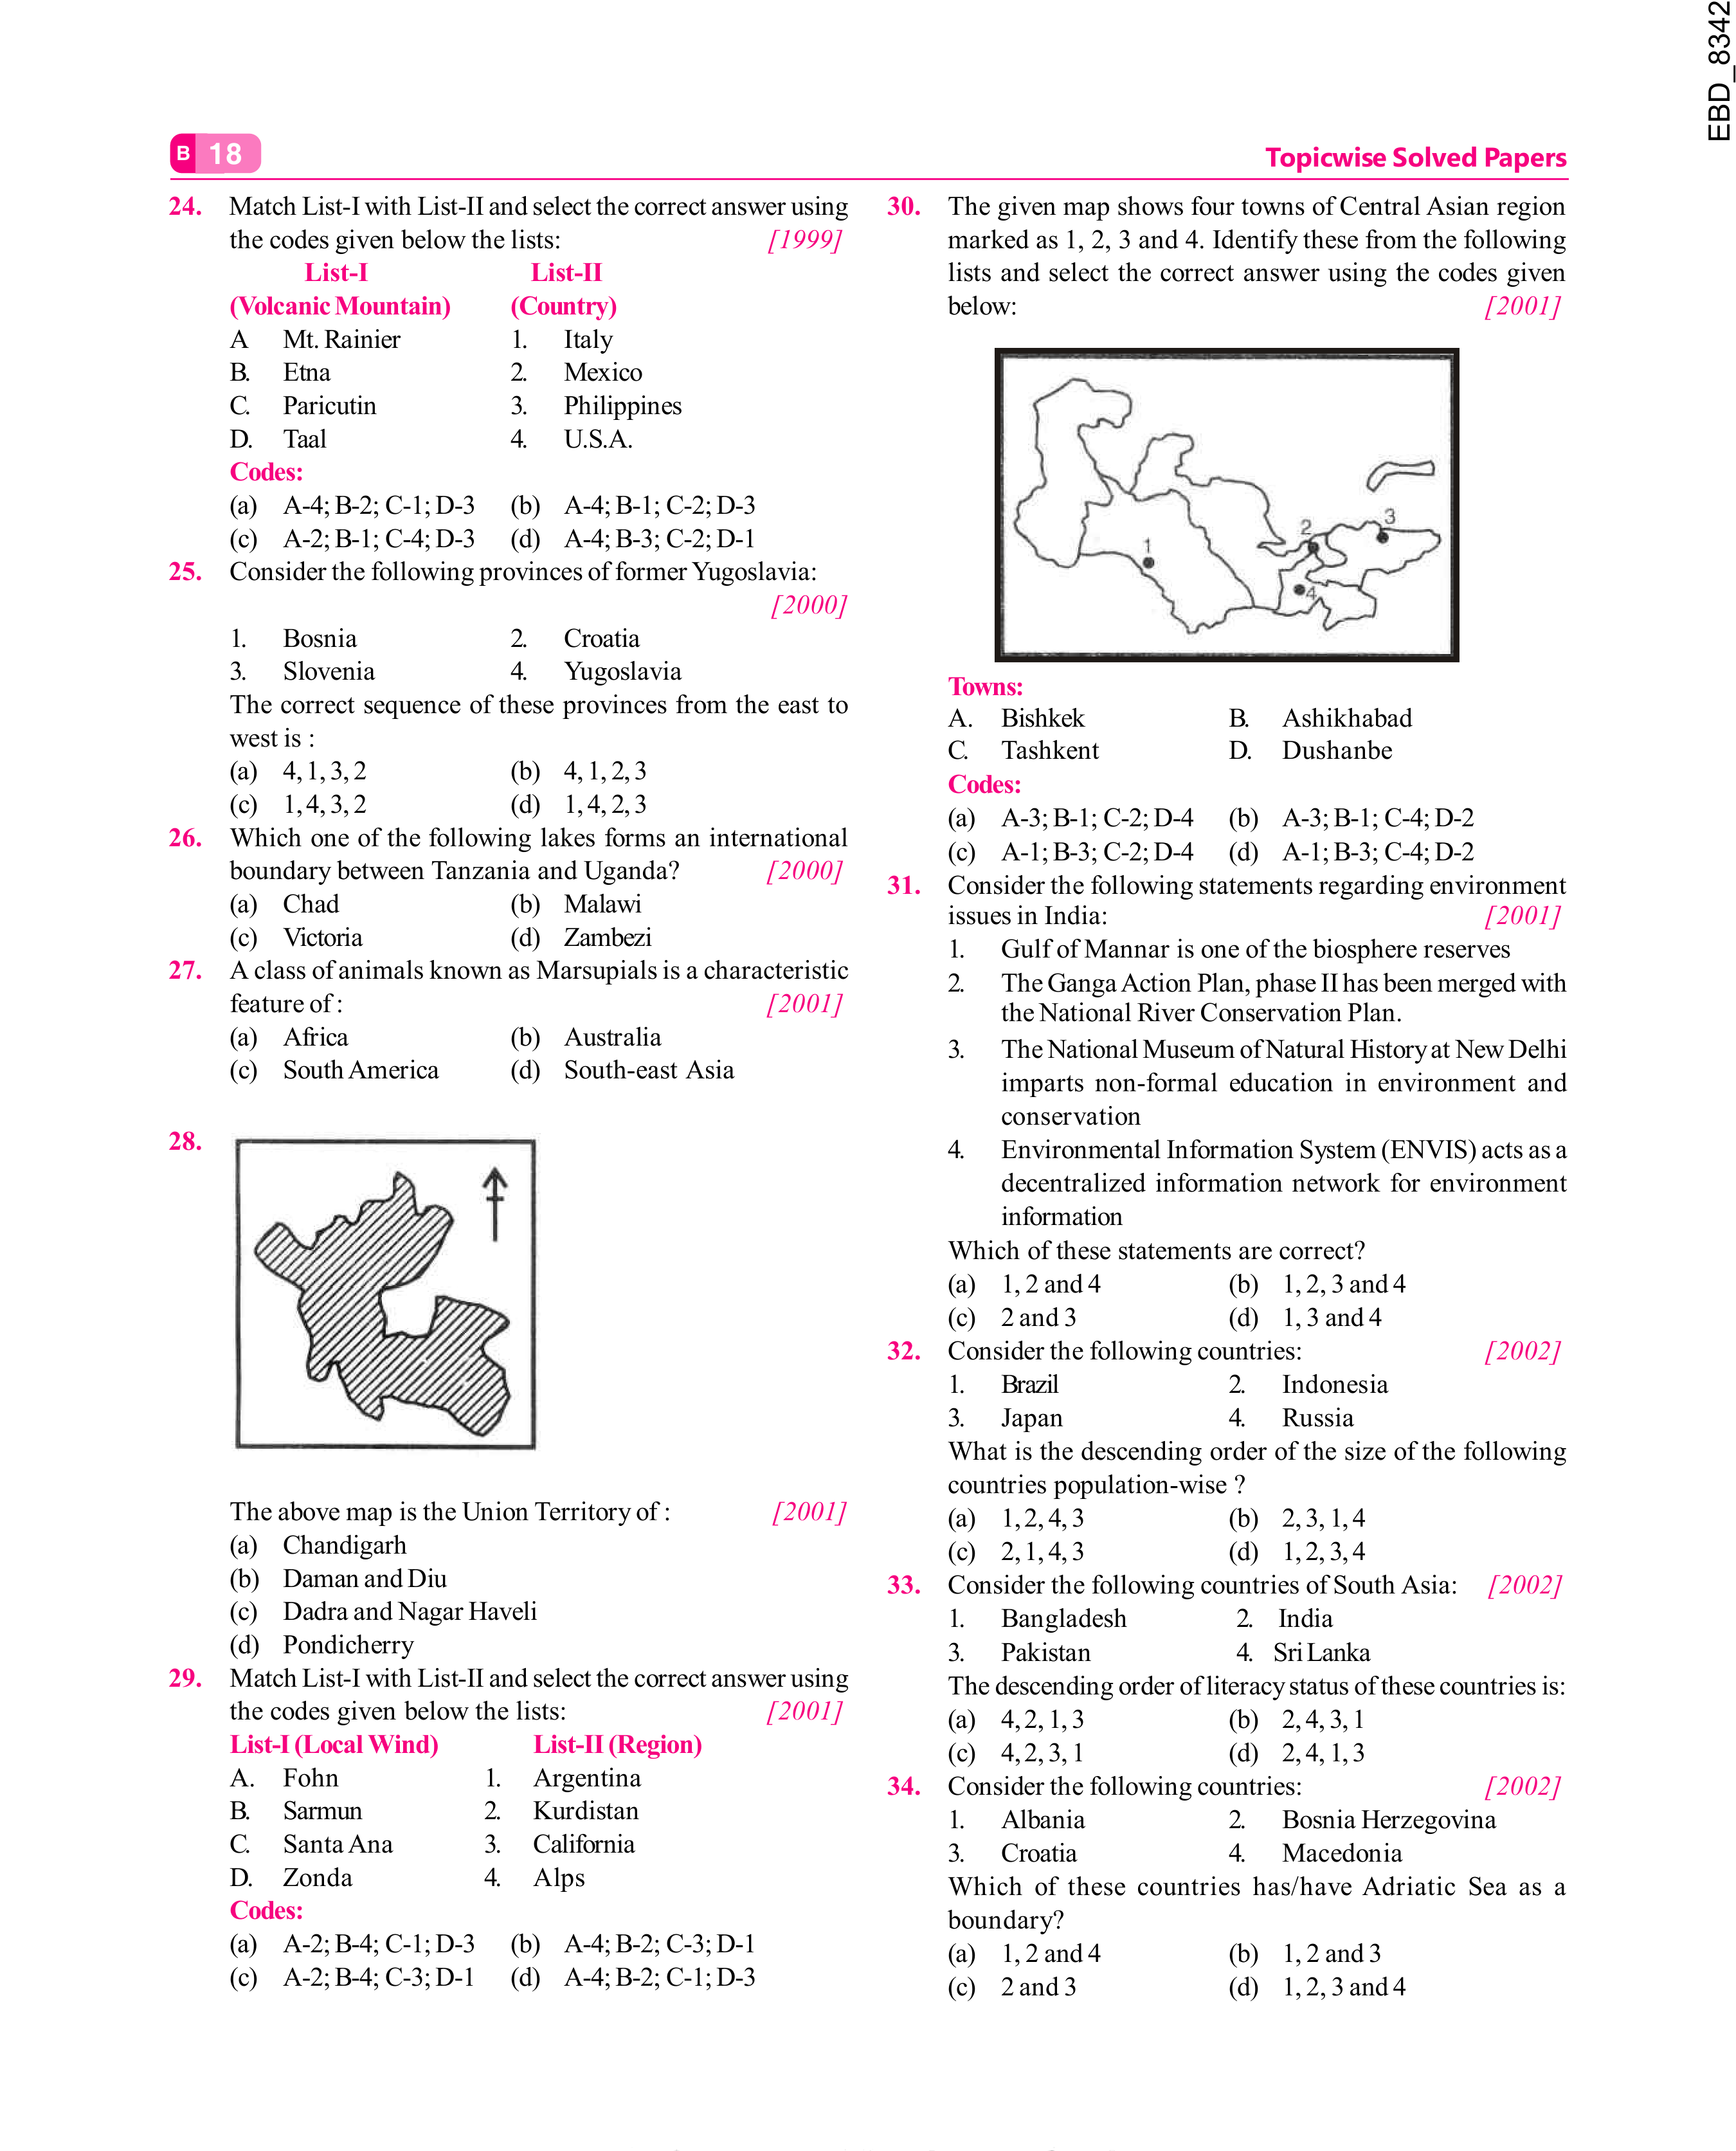 EBD_8342
B 18
Topicwise Solved Papers
24. Match List-I with List-II and select the correct answer using
the codes given below the lists: [1999]
List-I List-II
(Volcanic Mountain) (Country)
A Mt. Rainier 1. Italy
B. Etna 2. Mexico
C. Paricutin 3. Philippines
D. Taal 4. U.S.A.
Codes:
(a) A-4; B-2; C-1; D-3 (b) A-4; B-1; C-2; D-3
(c) A-2; B-1; C-4; D-3 (d) A-4; B-3; C-2; D-1
25. Consider the following provinces of former Yugoslavia:
[2000]
1. Bosnia 2. Croatia
3. Slovenia 4. Yugoslavia
The correct sequence of these provinces from the east to
west is :
(a) 4, 1, 3, 2 (b) 4, 1, 2, 3
(c) 1, 4, 3, 2 (d) 1, 4, 2, 3
26. Which one of the following lakes forms an international
boundary between Tanzania and Uganda? [2000]
(a) Chad (b) Malawi
(c) Victoria (d) Zambezi
27. A class of animals known as Marsupials is a characteristic
feature of : [2001]
(a) Africa (b) Australia
(c) South America (d) South-east Asia
28.
The above map is the Union Territory of : [2001]
(a) Chandigarh
(b) Daman and Diu
(c) Dadra and Nagar Haveli
(d) Pondicherry
29. Match List-I with List-II and select the correct answer using
the codes given below the lists: [2001]
List-I (Local Wind) List-II (Region)
A. Fohn 1. Argentina
B. Sarmun 2. Kurdistan
C. Santa Ana 3. California
D. Zonda 4. Alps
Codes:
(a) A-2; B-4; C-1; D-3 (b) A-4; B-2; C-3; D-1
(c) A-2; B-4; C-3; D-1 (d) A-4; B-2; C-1; D-3
30. The given map shows four towns of Central Asian region
marked as 1, 2, 3 and 4. Identify these from the following
lists and select the correct answer using the codes given
below: [2001]
3
2
1
4
Towns:
A. Bishkek B. Ashikhabad
C. Tashkent D. Dushanbe
Codes:
(a) A-3; B-1; C-2; D-4 (b) A-3; B-1; C-4; D-2
(c) A-1; B-3; C-2; D-4 (d) A-1; B-3; C-4; D-2
31. Consider the following statements regarding environment
issues in India: [2001]
1. Gulf of Mannar is one of the biosphere reserves
2. The Ganga Action Plan, phase II has been merged with
the National River Conservation Plan.
3. The National Museum of Natural History at New Delhi
imparts non-formal education in environment and
conservation
4. Environmental Information System (ENVIS) acts as a
decentralized information network for environment
information
Which of these statements are correct?
(a) 1, 2 and 4 (b) 1, 2, 3 and 4
(c) 2 and 3 (d) 1, 3 and 4
32. Consider the following countries: [2002]
1. Brazil 2. Indonesia
3. Japan 4. Russia
What is the descending order of the size of the following
countries population-wise ?
(a) 1, 2, 4, 3 (b) 2, 3, 1, 4
(c) 2, 1, 4, 3 (d) 1, 2, 3, 4
33. Consider the following countries of South Asia: [2002]
1. Bangladesh 2. India
3. Pakistan 4. Sri Lanka
The descending order of literacy status of these countries is:
(a) 4, 2, 1, 3 (b) 2, 4, 3, 1
(c) 4, 2, 3, 1 (d) 2, 4, 1, 3
34. Consider the following countries: [2002]
1. Albania 2. Bosnia Herzegovina
3. Croatia 4. Macedonia
Which of these countries has/have Adriatic Sea as a
boundary?
(a) 1, 2 and 4 (b) 1, 2 and 3
(c) 2 and 3 (d) 1, 2, 3 and 4